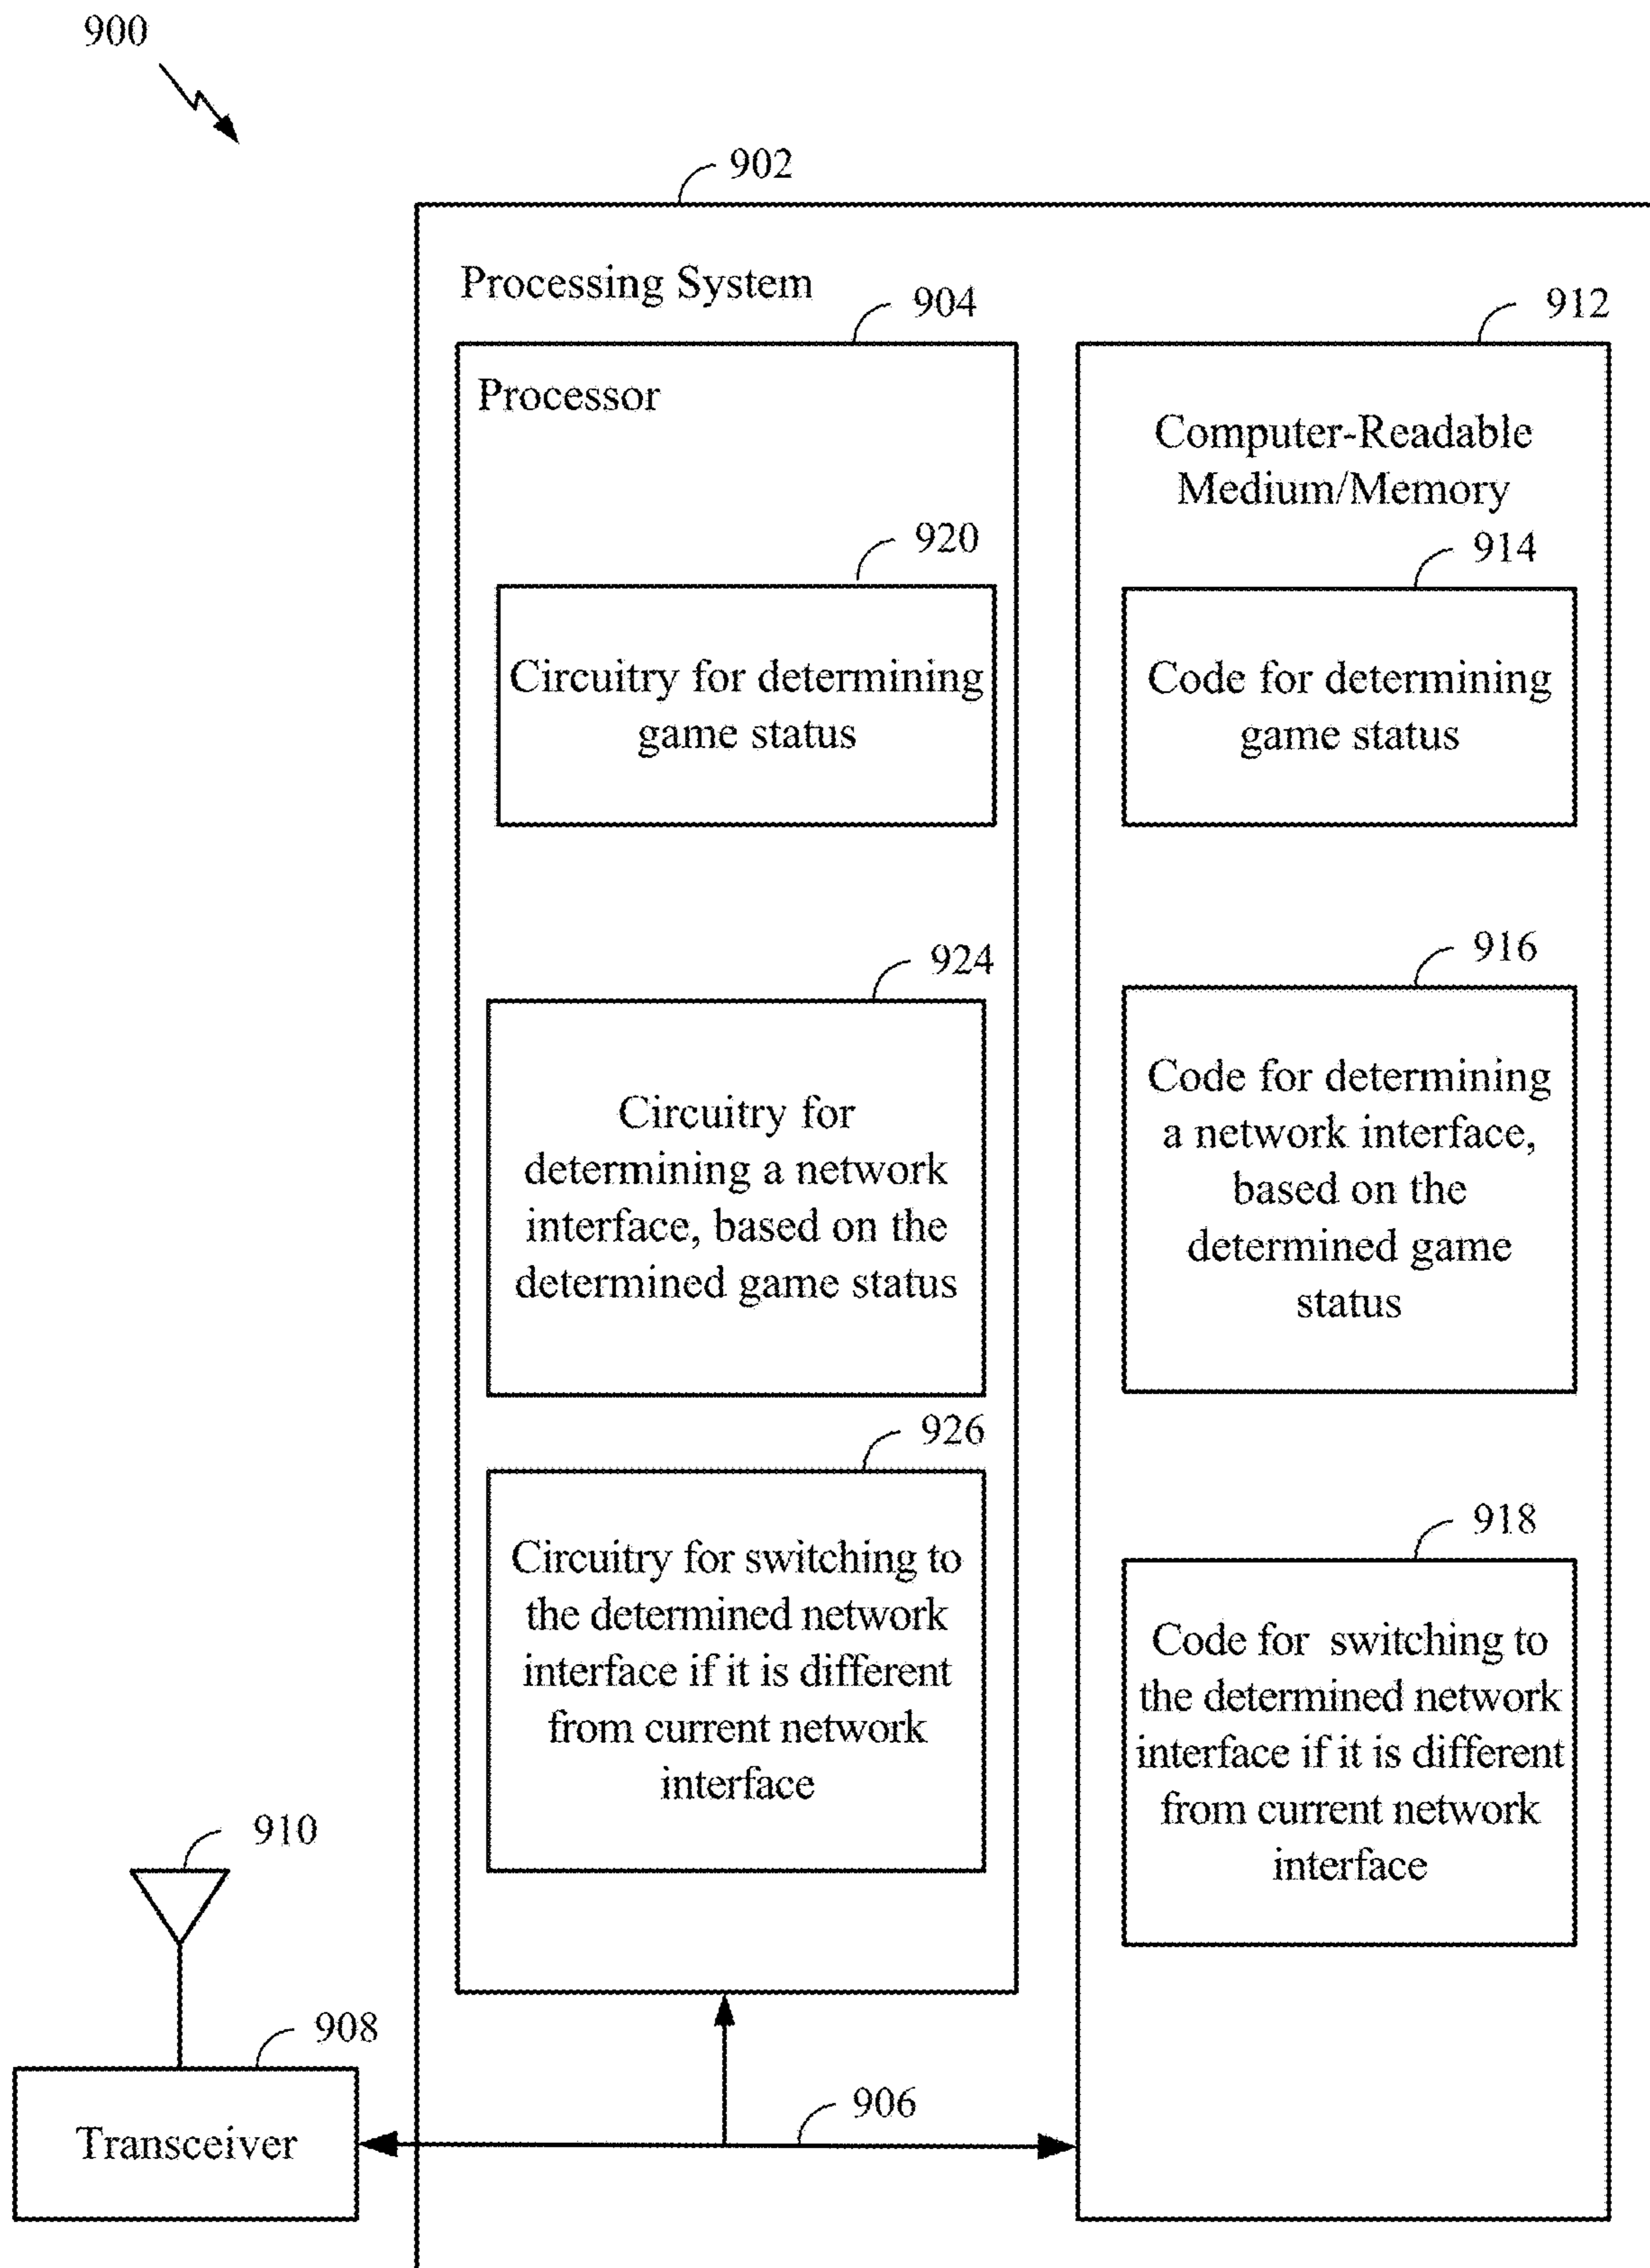 900
902
Processing System
904
Processor
920
Circuitry for determining
game status
924
Circuitry for
determining a network
interface, based on the
determined game status
926
Circuitry for switching to
the determined network
interface if it is different
from current network
interface
912
Computer-Readable
Medium/Memory
914
Code for determining
game status
916
Code for determining
a network interface,
based on the
determined game
status
918
Code for switching to
the determined network
interface if it is different
from current network
interface
910
908
Transceiver
906